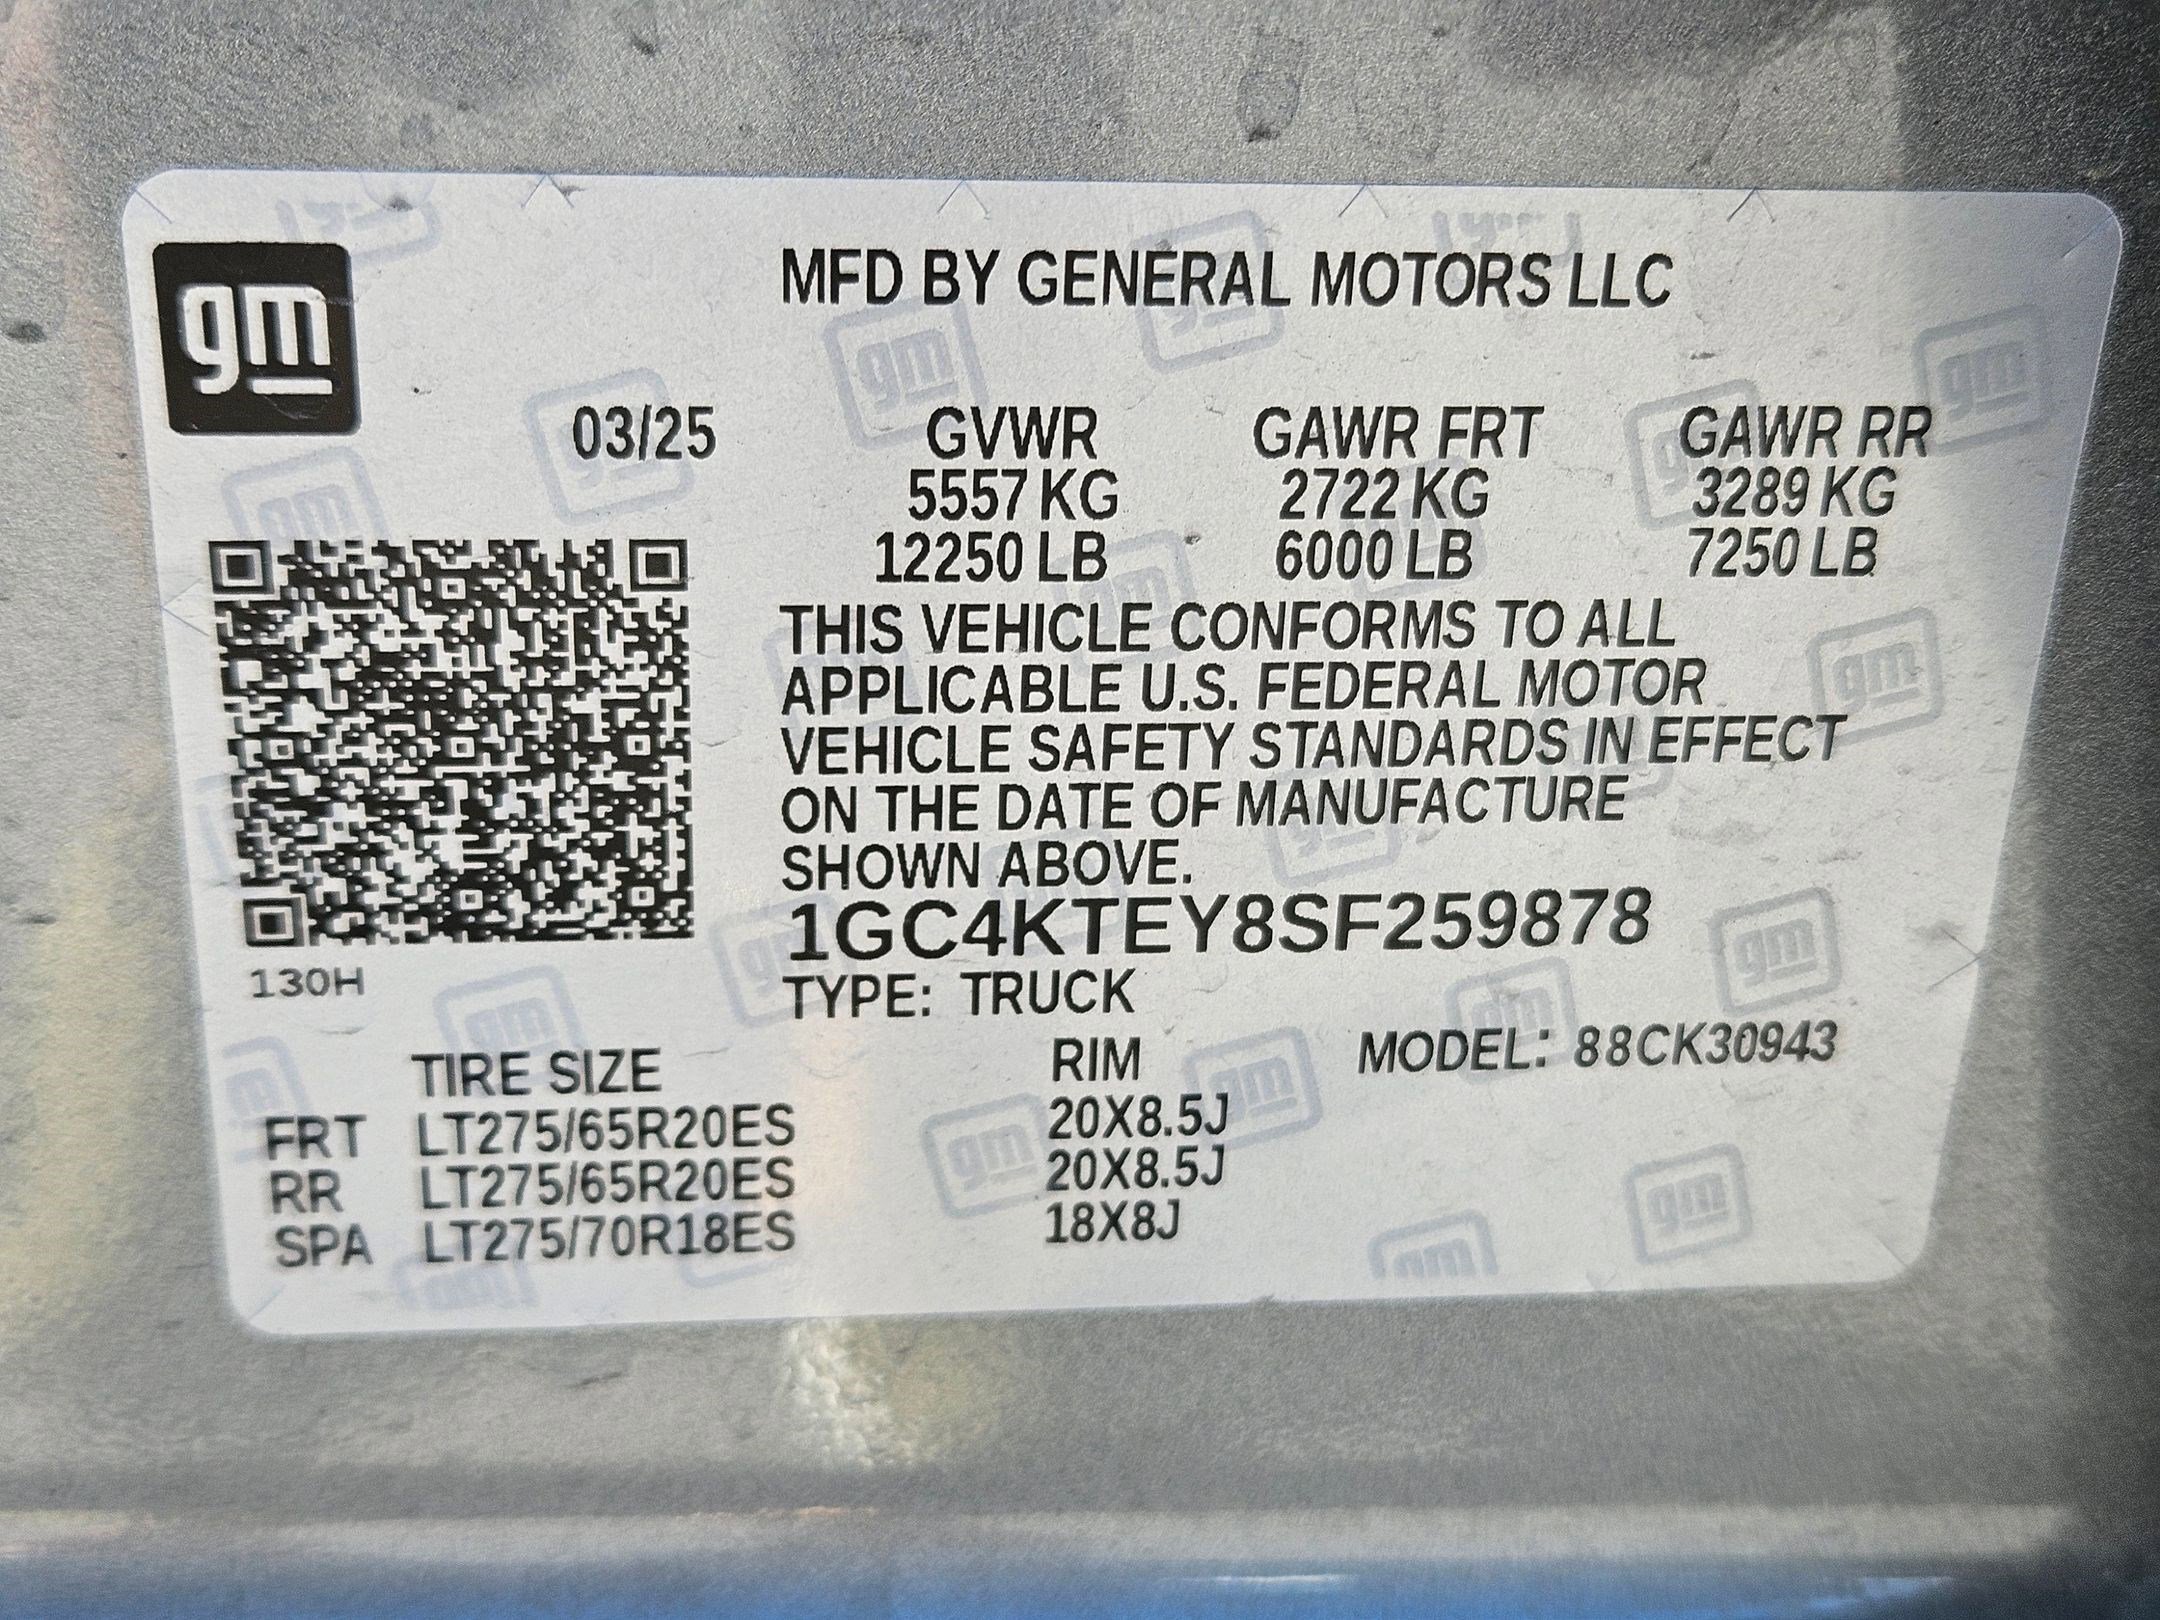 gm
MFD BY GENERAL MOTORS LLC
03/25 GVWR GAWR FRT GAWR RR
5557 KG 2722 KG 3289 KG
12250 LB 6000 LB 7250 LB
THIS VEHICLE CONFORMS TO ALL
APPLICABLE U.S. FEDERAL MOTOR
VEHICLE SAFETY STANDARDS IN EFFECT
ON THE DATE OF MANUFACTURE
SHOWN ABOVE.
1GC4KTEY8SF259878
130H
TYPE: TRUCK
TIRE SIZE RIM MODEL: 88CK30943
FRT LT275/65R20ES 20X8.5J
RR LT275/65R20ES 20X8.5J
SPA LT275/70R18ES 18X8J